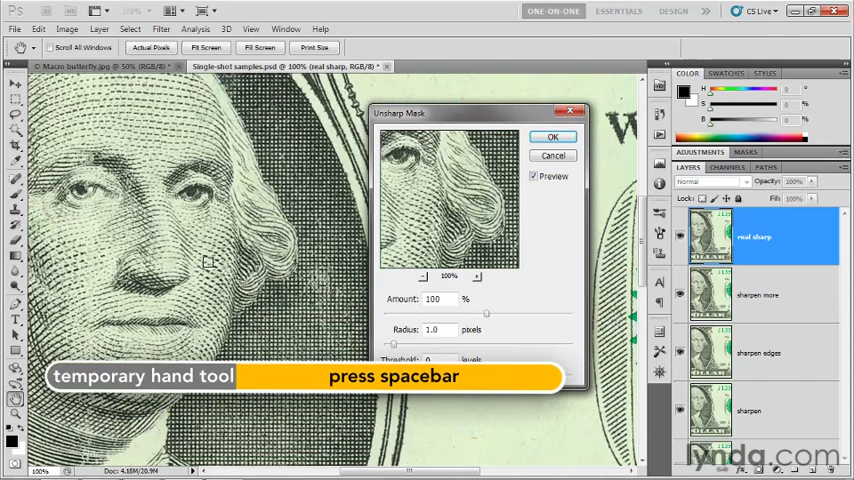 Ps
ONE-ON-ONE
ESSENTIALS
DESIGN
CS Live
File Edit Image Layer Select Filter Analysis 3D View Window Help
Scroll All Windows
Actual Pixels
Fit Screen
Fill Screen
Print Size
Macro butterfly.jpg @ 50% (RGB/8) *
Single-shot samples.psd @ 100% (real sharp, RGB/8) *
COLOR
SWATCHES
STYLES
H 0 °
S 0 %
B 0 %
ADJUSTMENTS
MASKS
LAYERS
CHANNELS
PATHS
Normal
Opacity: 100%
Lock:
Fill: 100%
real sharp
sharpen more
sharpen edges
sharpen
Unsharp Mask
OK
Cancel
Preview
100%
Amount: 100 %
Radius: 1.0 pixels
Threshold: 0 levels
temporary hand tool
press spacebar
100%
Doc: 4.18M/20.9M
lynda.com